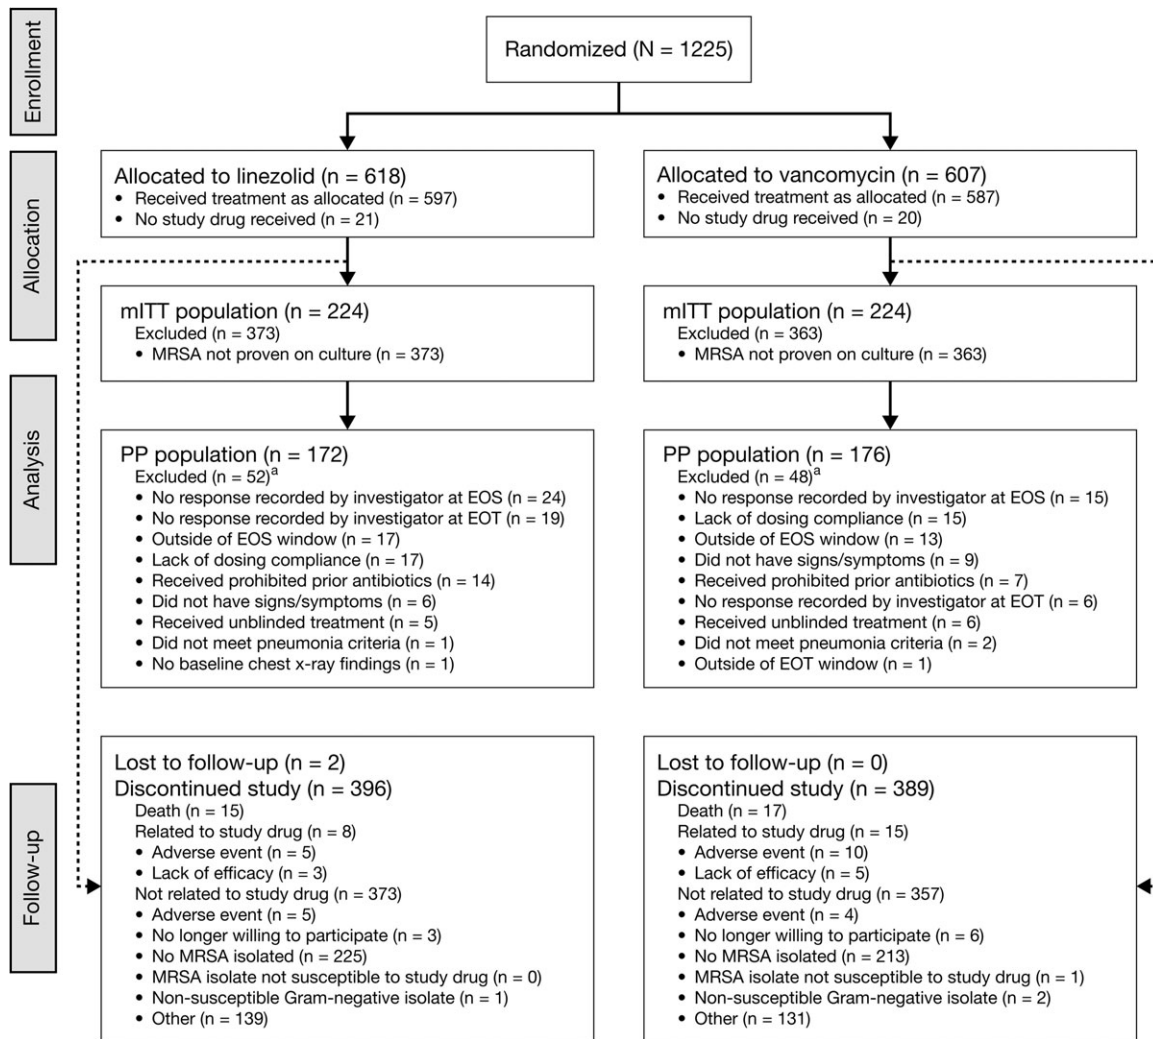 Enrollment
Randomized (N = 1225)
Allocation
Allocated to linezolid (n = 618)
• Received treatment as allocated (n = 597)
• No study drug received (n = 21)
Allocated to vancomycin (n = 607)
• Received treatment as allocated (n = 587)
• No study drug received (n = 20)
mITT population (n = 224)
Excluded (n = 373)
• MRSA not proven on culture (n = 373)
mITT population (n = 224)
Excluded (n = 363)
• MRSA not proven on culture (n = 363)
Analysis
PP population (n = 172)
Excluded (n = 52)a
• No response recorded by investigator at EOS (n = 24)
• No response recorded by investigator at EOT (n = 19)
• Outside of EOS window (n = 17)
• Lack of dosing compliance (n = 17)
• Received prohibited prior antibiotics (n = 14)
• Did not have signs/symptoms (n = 6)
• Received unblinded treatment (n = 5)
• Did not meet pneumonia criteria (n = 1)
• No baseline chest x-ray findings (n = 1)
PP population (n = 176)
Excluded (n = 48)a
• No response recorded by investigator at EOS (n = 15)
• Lack of dosing compliance (n = 15)
• Outside of EOS window (n = 13)
• Did not have signs/symptoms (n = 9)
• Received prohibited prior antibiotics (n = 7)
• No response recorded by investigator at EOT (n = 6)
• Received unblinded treatment (n = 6)
• Did not meet pneumonia criteria (n = 2)
• Outside of EOT window (n = 1)
Follow-up
Lost to follow-up (n = 2)
Discontinued study (n = 396)
Death (n = 15)
Related to study drug (n = 8)
• Adverse event (n = 5)
• Lack of efficacy (n = 3)
Not related to study drug (n = 373)
• Adverse event (n = 5)
• No longer willing to participate (n = 3)
• No MRSA isolated (n = 225)
• MRSA isolate not susceptible to study drug (n = 0)
• Non-susceptible Gram-negative isolate (n = 1)
• Other (n = 139)
Lost to follow-up (n = 0)
Discontinued study (n = 389)
Death (n = 17)
Related to study drug (n = 15)
• Adverse event (n = 10)
• Lack of efficacy (n = 5)
Not related to study drug (n = 357)
• Adverse event (n = 4)
• No longer willing to participate (n = 6)
• No MRSA isolated (n = 213)
• MRSA isolate not susceptible to study drug (n = 1)
• Non-susceptible Gram-negative isolate (n = 2)
• Other (n = 131)